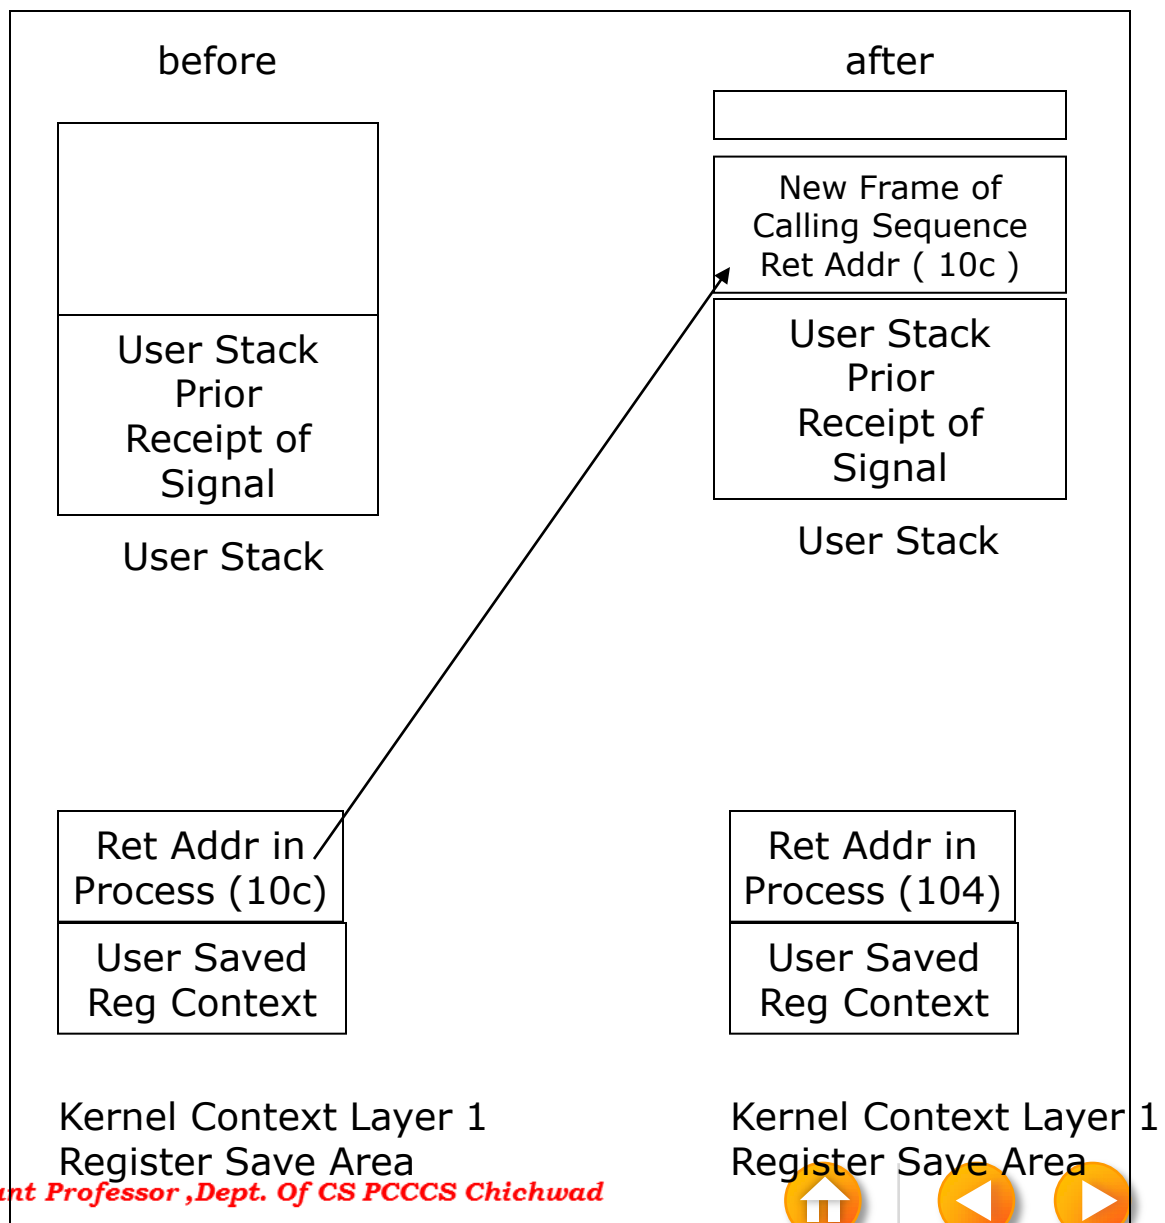 before
after
New Frame of
Calling Sequence
Ret Addr ( 10c )
User Stack
Prior
Receipt of
Signal
User Stack
Prior
Receipt of
Signal
User Stack
User Stack
Ret Addr in
Process (10c)
Ret Addr in
Process (104)
User Saved
Reg Context
User Saved
Reg Context
Kernel Context Layer 1
Register Save Area
Kernel Context Layer 1
Register Save Area
Professor ,Dept. Of CS PCCCS Chichwad